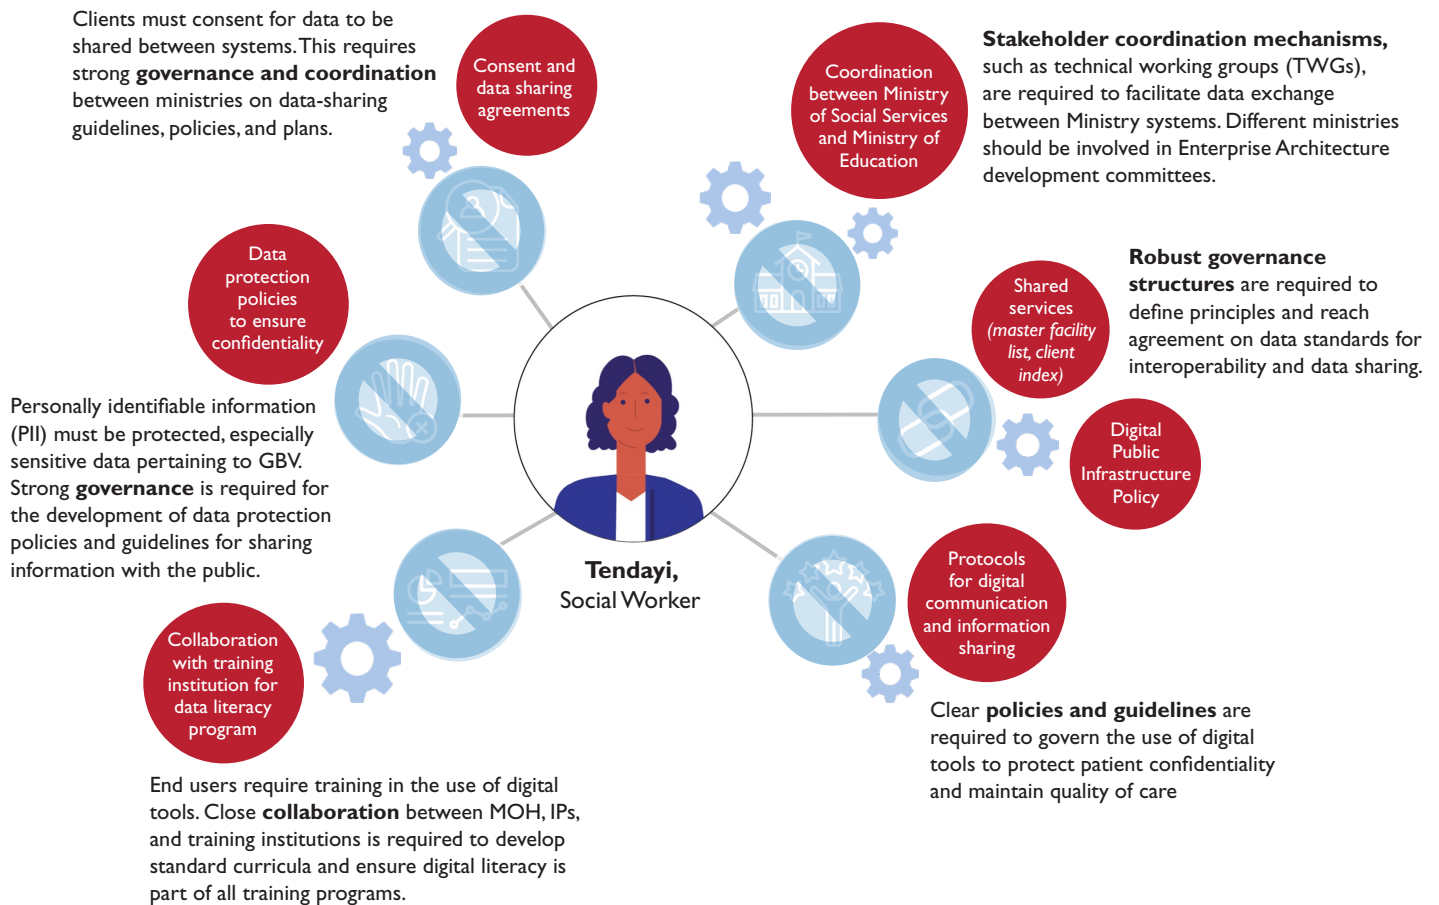 Clients must consent for data to be
shared between systems. This requires
strong governance and coordination
between ministries on data-sharing
guidelines, policies, and plans.
Consent and
data sharing
agreements
Coordination
between Ministry
of Social Services
and Ministry of
Education
Stakeholder coordination mechanisms,
such as technical working groups (TWGs),
are required to facilitate data exchange
between Ministry systems. Different ministries
should be involved in Enterprise Architecture
development committees.
Data
protection
policies
to ensure
confidentiality
Shared
services
(master facility
list, client
index)
Robust governance
structures are required to
define principles and reach
agreement on data standards for
interoperability and data sharing.
Personally identifiable information
(PII) must be protected, especially
sensitive data pertaining to GBV.
Strong governance is required for
the development of data protection
policies and guidelines for sharing
information with the public.
Digital
Public
Infrastructure
Policy
Tendayi,
Social Worker
Protocols
for digital
communication
and information
sharing
Collaboration
with training
institution for
data literacy
program
Clear policies and guidelines are
required to govern the use of digital
tools to protect patient confidentiality
and maintain quality of care
End users require training in the use of digital
tools. Close collaboration between MOH, IPs,
and training institutions is required to develop
standard curricula and ensure digital literacy is
part of all training programs.